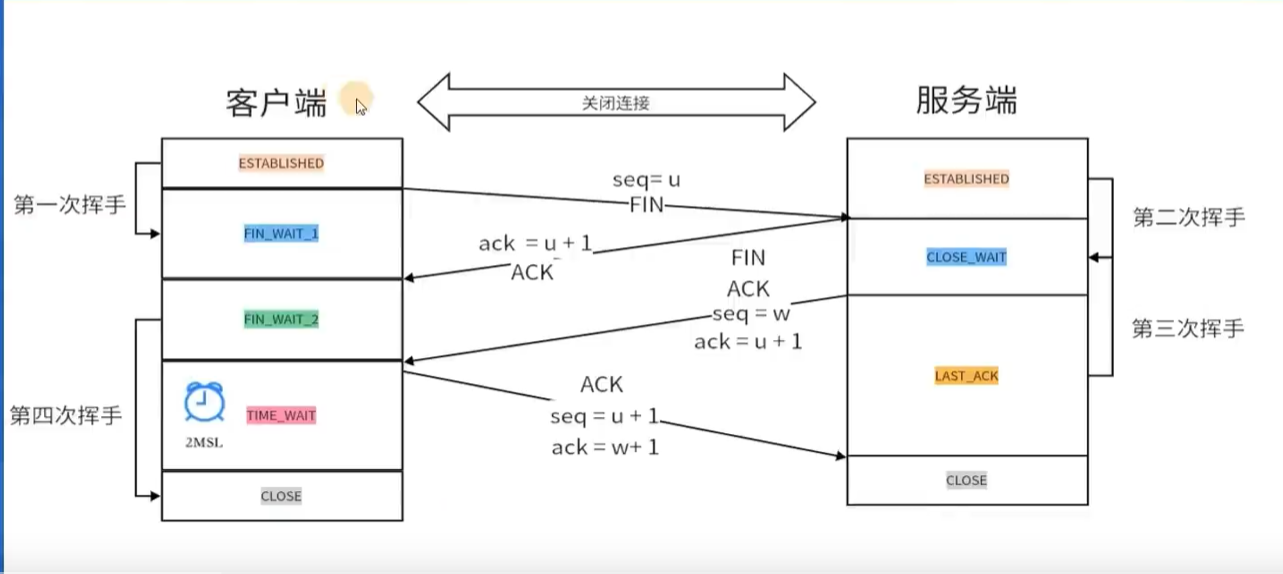 客户端
关闭连接
服务端
ESTABLISHED
第一次挥手
FIN_WAIT_1
FIN_WAIT_2
第四次挥手
TIME_WAIT
2MSL
CLOSE
seq= u
FIN
ack = u + 1
ACK
FIN
ACK
seq = w
ack = u + 1
ACK
seq = u + 1
ack = w+ 1
ESTABLISHED
第二次挥手
CLOSE_WAIT
第三次挥手
LAST_ACK
CLOSE